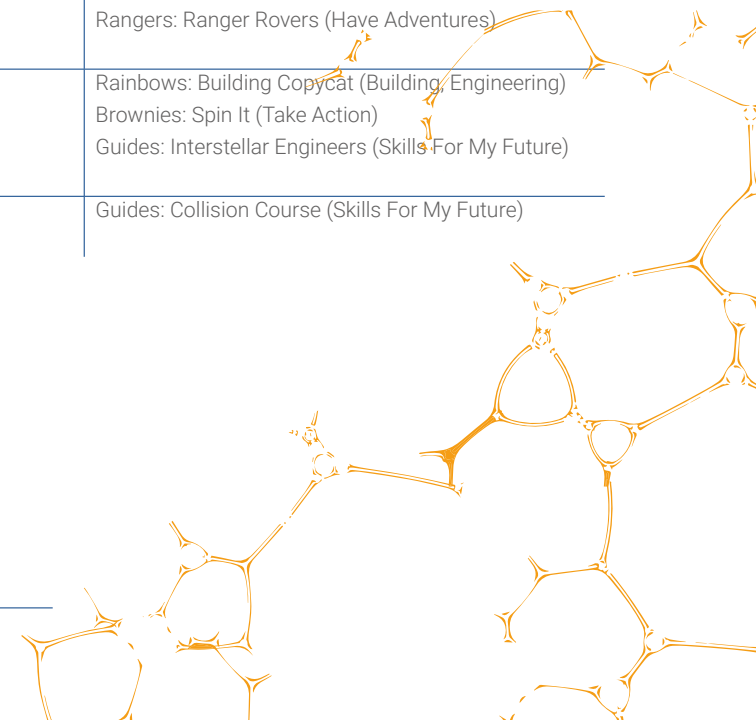 Rangers: Ranger Rovers (Have Adventures)
Rainbows: Building Copycat (Building, Engineering)
Brownies: Spin It (Take Action)
Guides: Interstellar Engineers (Skills For My Future)
Guides: Collision Course (Skills For My Future)